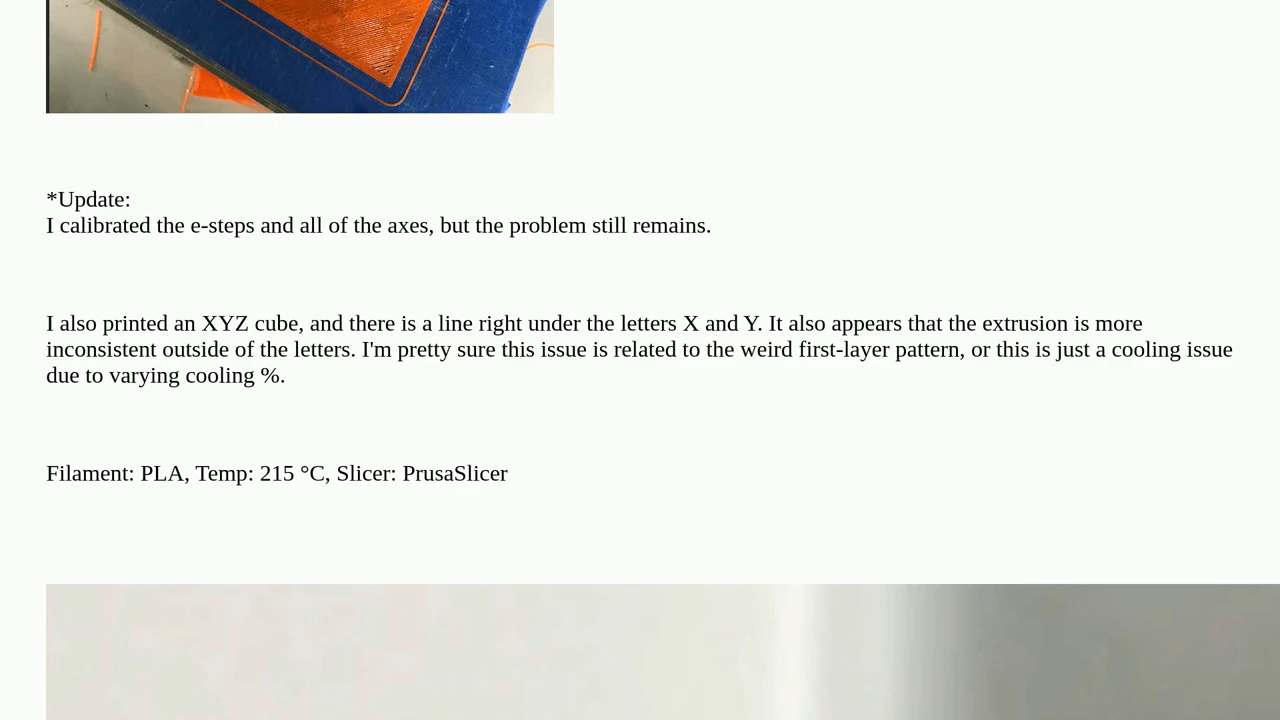 *Update:
I calibrated the e-steps and all of the axes, but the problem still remains.
I also printed an XYZ cube, and there is a line right under the letters X and Y. It also appears that the extrusion is more
inconsistent outside of the letters. I'm pretty sure this issue is related to the weird first-layer pattern, or this is just a cooling issue
due to varying cooling %.
Filament: PLA, Temp: 215 °C, Slicer: PrusaSlicer